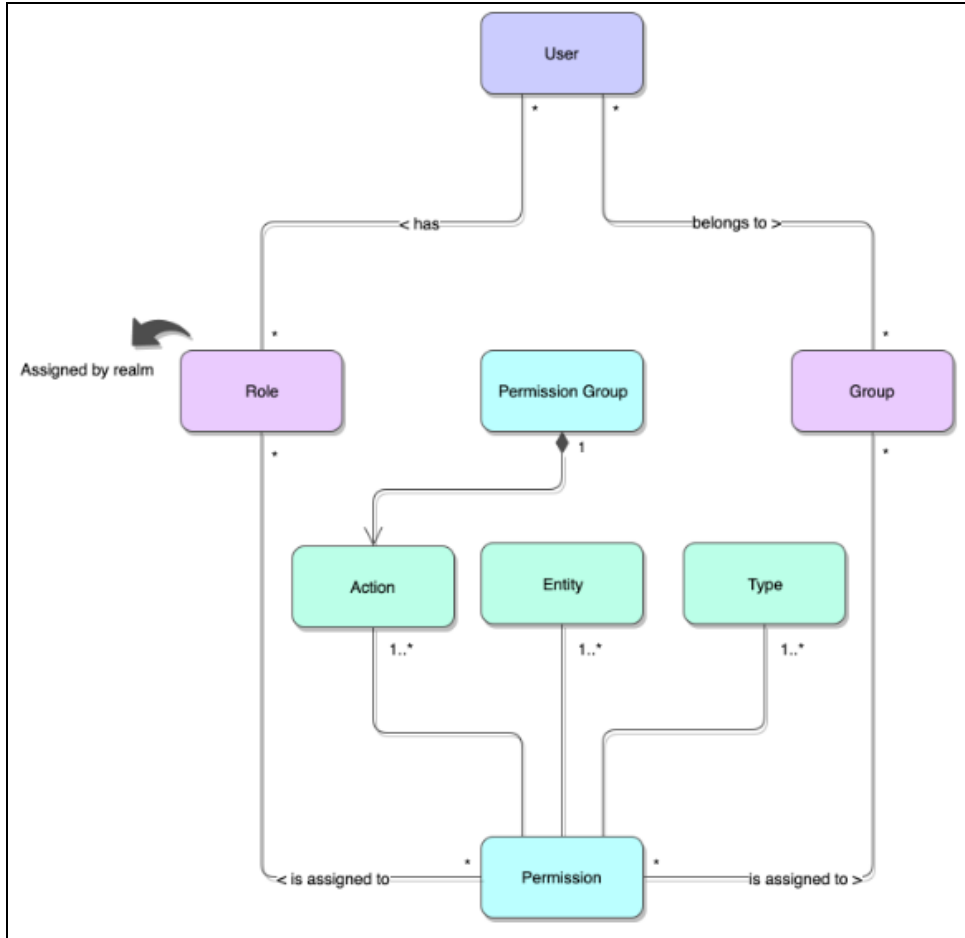 User
*
*
< has
belongs to >
*
*
Assigned by realm
Role
Permission Group
Group
*
1
*
Action
Entity
Type
1..*
1..*
1..*
*
*
< is assigned to
Permission
is assigned to >